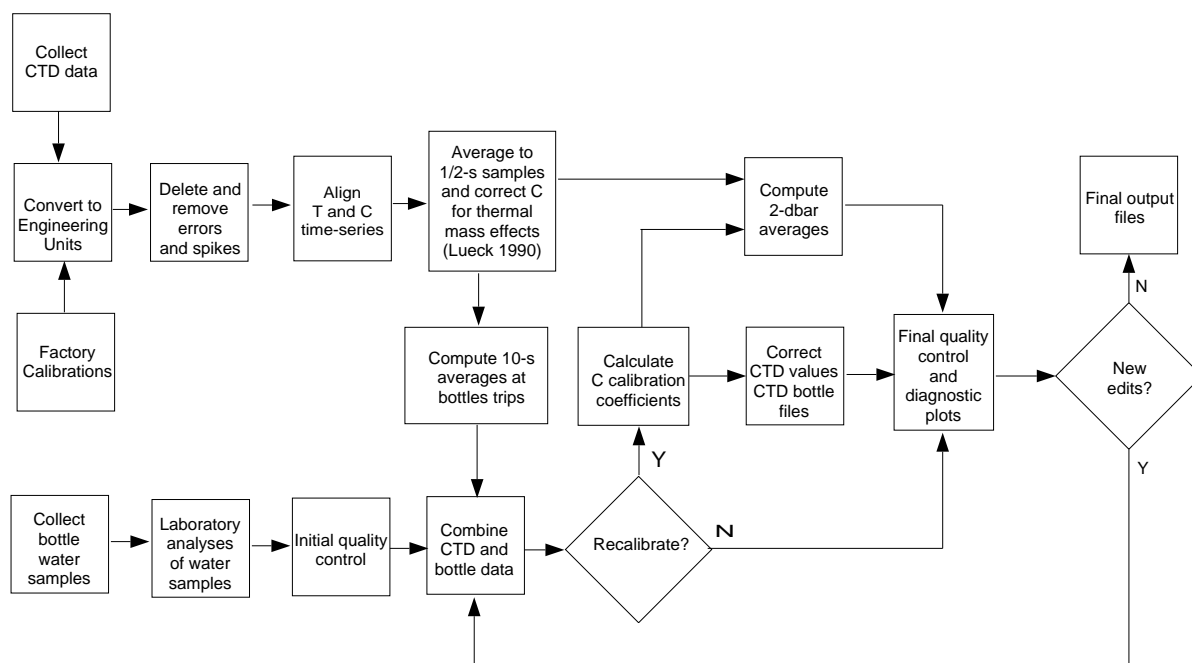 Collect
CTD data
Convert to
Engineering
Units
Factory
Calibrations
Delete and
remove
errors
and spikes
Align
T and C
time-series
Average to
1/2-s samples
and correct C
for thermal
mass effects
(Lueck 1990)
Compute 10-s
averages at
bottles trips
Compute
2-dbar
averages
Calculate
C calibration
coefficients
Correct
CTD values
CTD bottle
files
Final quality
control
and
diagnostic
plots
Final output
files
N
New
edits?
Y
Collect
bottle
water
samples
Laboratory
analyses
of water
samples
Initial quality
control
Combine
CTD and
bottle data
Y
Recalibrate?
N